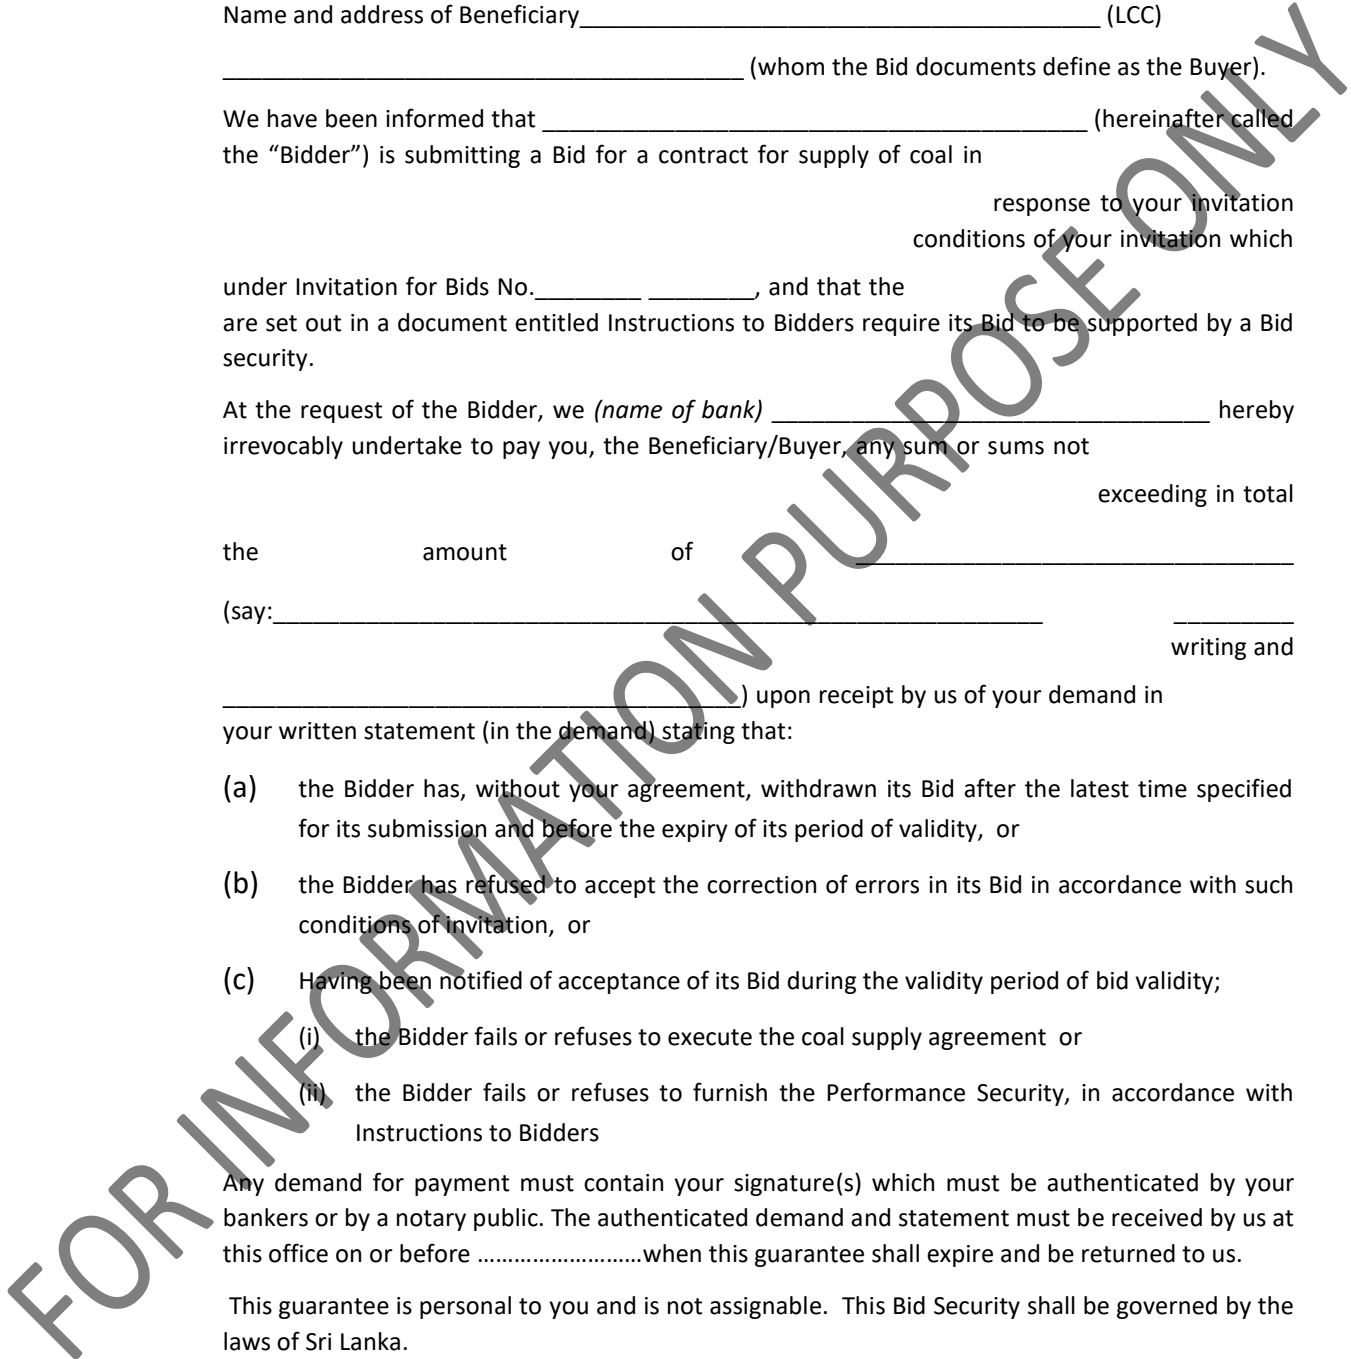 Name and address of Beneficiary________________________________________ (LCC)
________________________________________ (whom the Bid documents define as the Buyer).
We have been informed that __________________________________________ (hereinafter called
the “Bidder”) is submitting a Bid for a contract for supply of coal in
response to your invitation
conditions of your invitation which
under Invitation for Bids No.________ ________, and that the
are set out in a document entitled Instructions to Bidders require its Bid to be supported by a Bid
security.
At the request of the Bidder, we (name of bank) __________________________________ hereby
irrevocably undertake to pay you, the Beneficiary/Buyer, any sum or sums not
exceeding in total
the amount of __________________________________
(say:____________________________________________________________ _________
writing and
________________________________________) upon receipt by us of your demand in
your written statement (in the demand) stating that:
(a) the Bidder has, without your agreement, withdrawn its Bid after the latest time specified
for its submission and before the expiry of its period of validity, or
(b) the Bidder has refused to accept the correction of errors in its Bid in accordance with such
conditions of invitation, or
(c) Having been notified of acceptance of its Bid during the validity period of bid validity;
(i) the Bidder fails or refuses to execute the coal supply agreement or
(ii) the Bidder fails or refuses to furnish the Performance Security, in accordance with
Instructions to Bidders
Any demand for payment must contain your signature(s) which must be authenticated by your
bankers or by a notary public. The authenticated demand and statement must be received by us at
this office on or before ……………………….when this guarantee shall expire and be returned to us.
This guarantee is personal to you and is not assignable. This Bid Security shall be governed by the
laws of Sri Lanka.
FOR INFORMATION PURPOSE ONLY